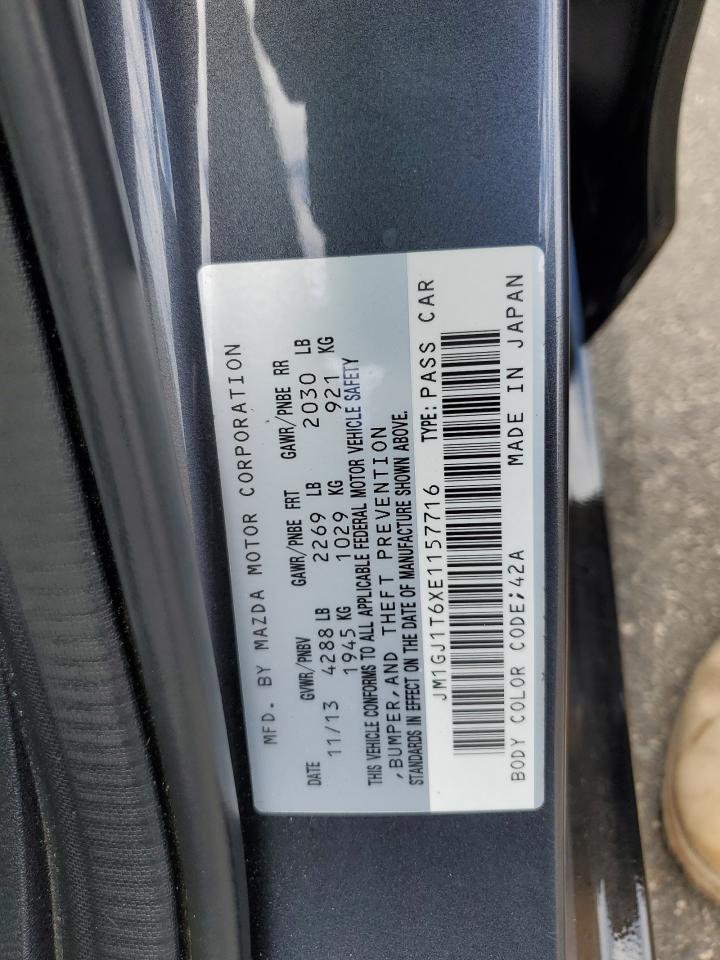 MFD. BY MAZDA MOTOR CORPORATION
DATE GVWR/PNBV GAWR/PNBE FRT GAWR/PNBE RR
11/13 4288 LB 2269 LB 2030 LB
1945 KG 1029 KG 921 KG
THIS VEHICLE CONFORMS TO ALL APPLICABLE FEDERAL MOTOR VEHICLE SAFETY
,BUMPER,AND THEFT PREVENTION
STANDARDS IN EFFECT ON THE DATE OF MANUFACTURE SHOWN ABOVE.
JM1GJ1T6XE1157716 TYPE: PASS CAR
BODY COLOR CODE;42A MADE IN JAPAN